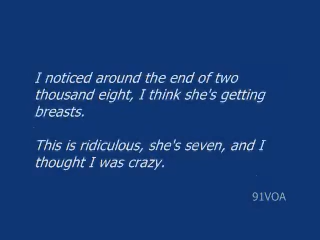 I noticed around the end of two
thousand eight, I think she's getting
breasts.
This is ridiculous, she's seven, and I
thought I was crazy.
91VOA